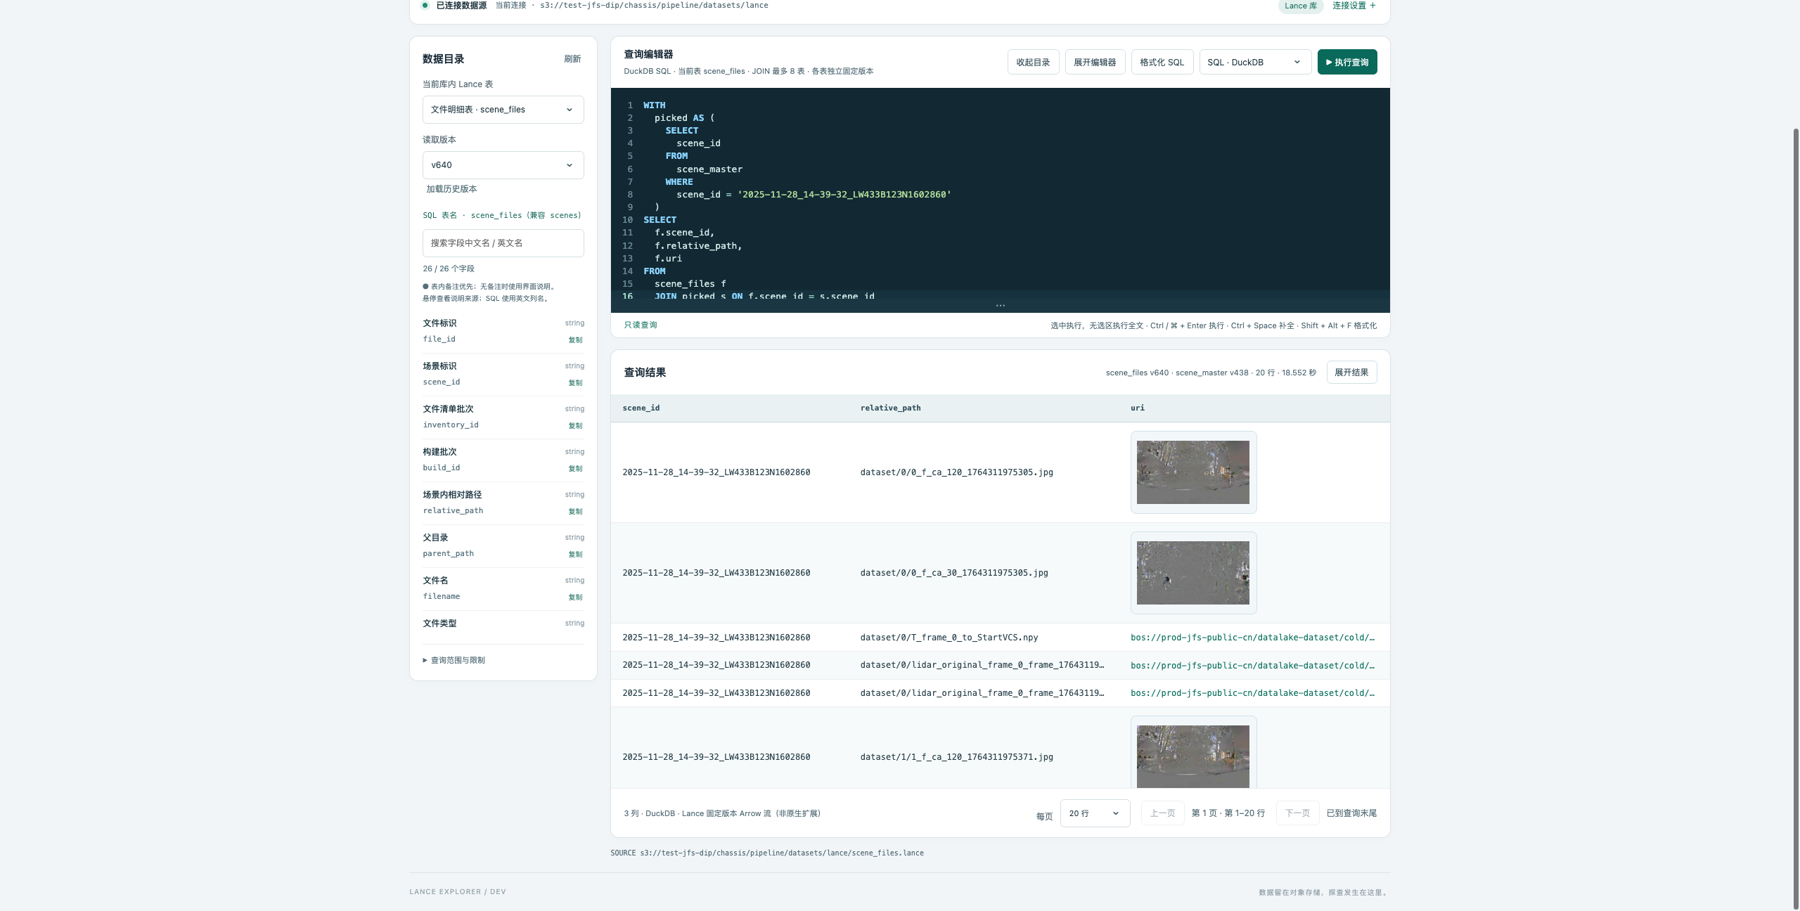 已连接数据源 当前连接 · s3://test-jfs-dip/chassis/pipeline/datasets/lance Lance 库 连接设置 +
数据目录 刷新
当前库内 Lance 表
文件明细表 · scene_files
读取版本
v640
加载历史版本
SQL 表名 · scene_files (兼容 scenes)
搜索字段中文名 / 英文名
26 / 26 个字段
表内备注优先；无备注时使用界面说明。
悬停查看说明来源；SQL 使用英文列名。
文件标识 string
file_id 复制
场景标识 string
scene_id 复制
文件清单批次 string
inventory_id 复制
构建批次 string
build_id 复制
场景内相对路径 string
relative_path 复制
父目录 string
parent_path 复制
文件名 string
filename 复制
文件类型 string
▶ 查询范围与限制
查询编辑器
DuckDB SQL · 当前表 scene_files · JOIN 最多 8 表 · 各表独立固定版本
收起目录 展开编辑器 格式化 SQL SQL · DuckDB ▶ 执行查询
1 WITH
2 picked AS (
3 SELECT
4 scene_id
5 FROM
6 scene_master
7 WHERE
8 scene_id = '2025-11-28_14-39-32_LW433B123N1602860'
9 )
10 SELECT
11 f.scene_id,
12 f.relative_path,
13 f.uri
14 FROM
15 scene_files f
16 JOIN picked s ON f.scene_id = s.scene_id
...
只读查询 选中执行，无选区执行全文 · Ctrl / ⌘ + Enter 执行 · Ctrl + Space 补全 · Shift + Alt + F 格式化
查询结果 scene_files v640 · scene_master v438 · 20 行 · 18.552 秒 展开结果
scene_id relative_path uri
2025-11-28_14-39-32_LW433B123N1602860 dataset/0/0_f_ca_120_1764311975305.jpg
2025-11-28_14-39-32_LW433B123N1602860 dataset/0/0_f_ca_30_1764311975305.jpg
2025-11-28_14-39-32_LW433B123N1602860 dataset/0/T_frame_0_to_StartVCS.npy bos://prod-jfs-public-cn/datalake-dataset/cold/…
2025-11-28_14-39-32_LW433B123N1602860 dataset/0/lidar_original_frame_0_frame_17643119… bos://prod-jfs-public-cn/datalake-dataset/cold/…
2025-11-28_14-39-32_LW433B123N1602860 dataset/0/lidar_original_frame_0_frame_17643119… bos://prod-jfs-public-cn/datalake-dataset/cold/…
2025-11-28_14-39-32_LW433B123N1602860 dataset/1/1_f_ca_120_1764311975371.jpg
3 列 · DuckDB · Lance 固定版本 Arrow 流（非原生扩展） 每页 20 行 上一页 第 1 页 · 第 1–20 行 下一页 已到查询末尾
SOURCE s3://test-jfs-dip/chassis/pipeline/datasets/lance/scene_files.lance
LANCE EXPLORER / DEV 数据留在对象存储，探查发生在这里。